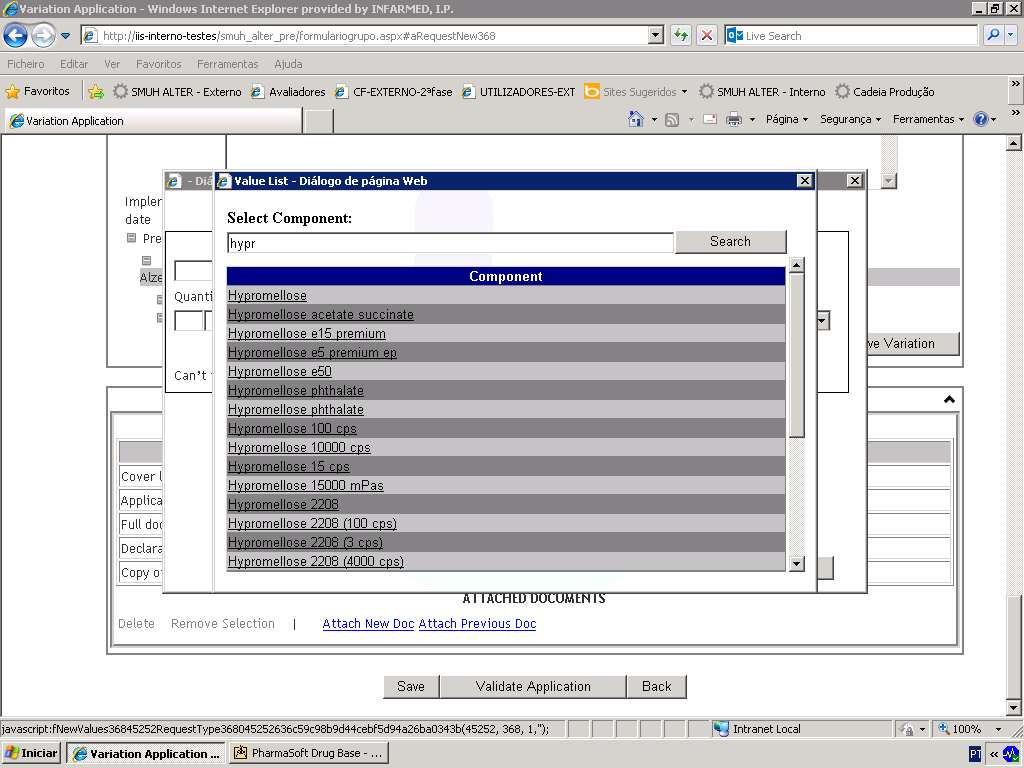 Variation Application - Windows Internet Explorer provided by INFARMED, I.P.
http://iis-interno-testes/smuh_alter_pre/formulariogrupo.aspx#aRequestNew368
Live Search
Ficheiro Editar Ver Favoritos Ferramentas Ajuda
Favoritos SMUH ALTER - Externo Avaliadores CF-EXTERNO-2ªfase UTILIZADORES-EXT Sites Sugeridos SMUH ALTER - Interno Cadeia Produção
Variation Application
Página Segurança Ferramentas
- Diá
Value List - Diálogo de página Web
Imple
date
Pre
Alze
Quanti
Can't
ve Variation
Select Component:
hypr
Search
Component
Hypromellose
Hypromellose acetate succinate
Hypromellose e15 premium
Hypromellose e5 premium ep
Hypromellose e50
Hypromellose phthalate
Hypromellose phthalate
Hypromellose 100 cps
Hypromellose 10000 cps
Hypromellose 15 cps
Hypromellose 15000 mPas
Hypromellose 2208
Hypromellose 2208 (100 cps)
Hypromellose 2208 (3 cps)
Hypromellose 2208 (4000 cps)
Cover
Applica
Full do
Declara
Copy o
ATTACHED DOCUMENTS
Delete Remove Selection | Attach New Doc Attach Previous Doc
Save Validate Application Back
javascript:fNewValues36845252RequestType368045252636c59c98b9d44cebf5d94a26ba0343b(45252, 368, 1,'');
Intranet Local
100%
Iniciar Variation Application ... PharmaSoft Drug Base - ... PT «